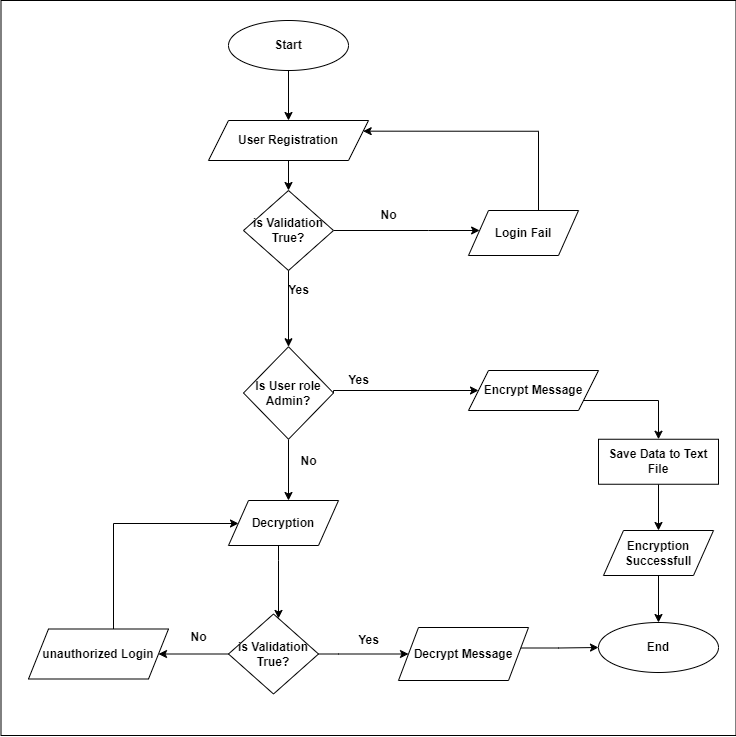 Start
User Registration
is Validation
True?
No
Login Fail
Yes
Is User role
Admin?
Yes
Encrypt Message
No
Save Data to Text
File
Decryption
Encryption
Successfull
unauthorized Login
No
is Validation
True?
Yes
Decrypt Message
End